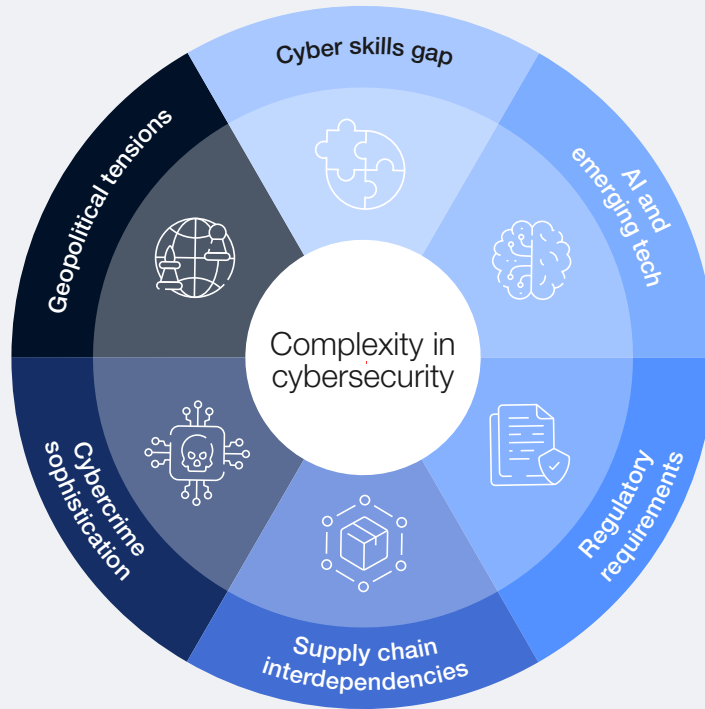 Cyber skills gap
AI and
emerging tech
Regulatory
requirements
Supply chain
interdependencies
Cybercrime
sophistication
Geopolitical tensions
Complexity in
cybersecurity